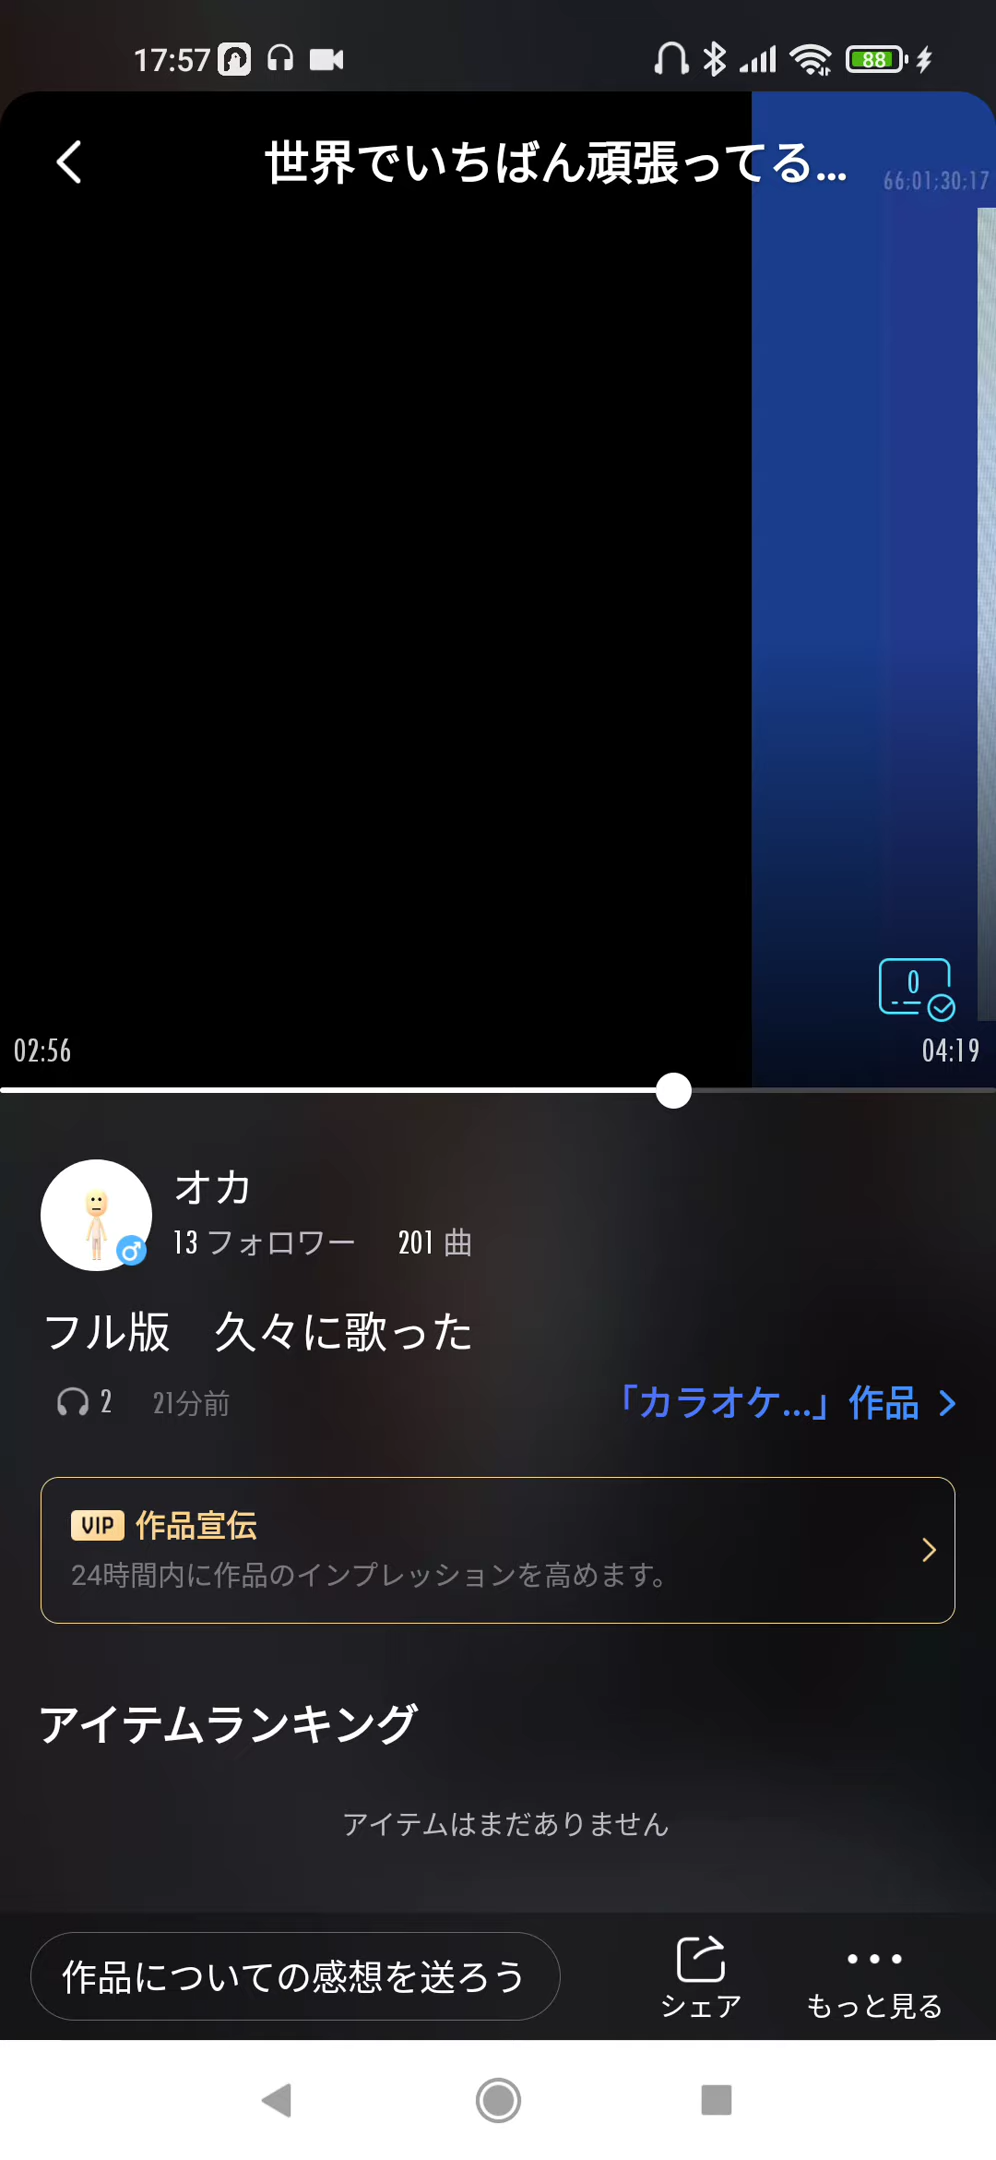 17:57
88
世界でいちばん頑張ってる...
66;01;30;17
0
02:56
04:19
オカ
13 フォロワー 201 曲
フル版 久々に歌った
2 21分前 「カラオケ...」作品
VIP 作品宣伝
24時間内に作品のインプレッションを高めます。
アイテムランキング
アイテムはまだありません
作品についての感想を送ろう
シェア
もっと見る